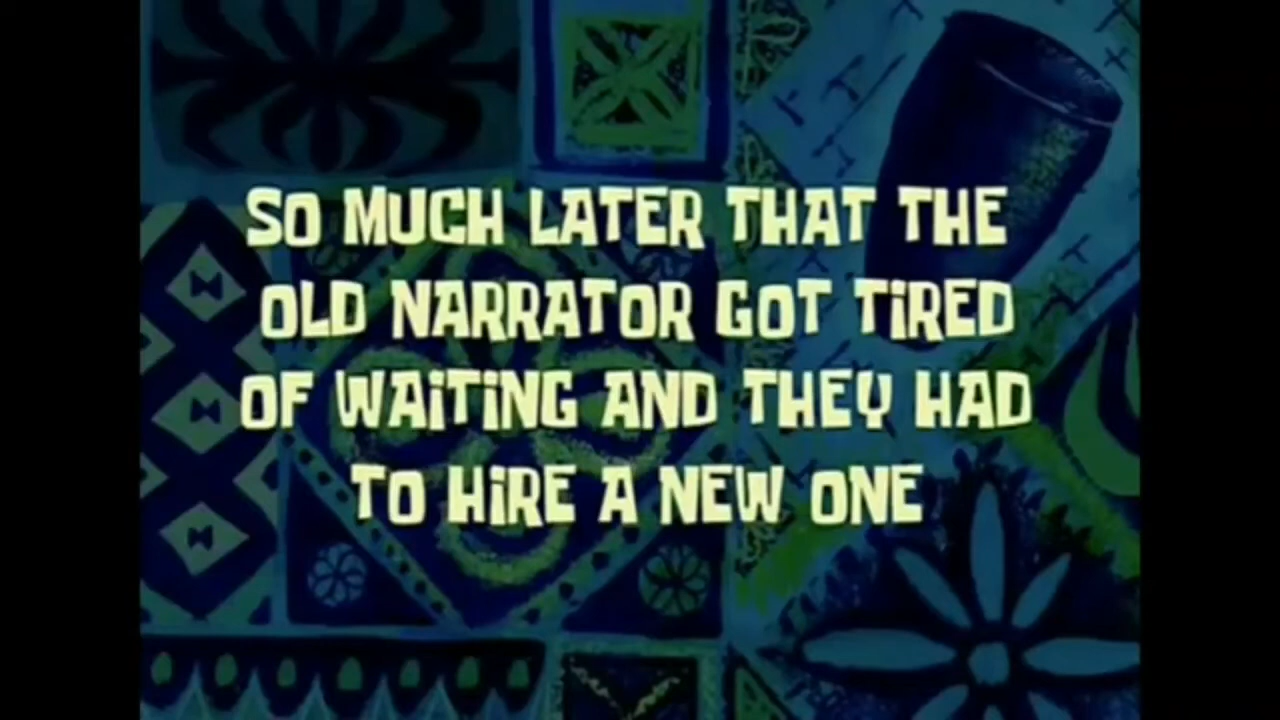 SO MUCH LATER THAT THE
OLD NARRATOR GOT TiRED
OF WAiTiNG AND THEY HAD
TO HiRE A NEW ONE